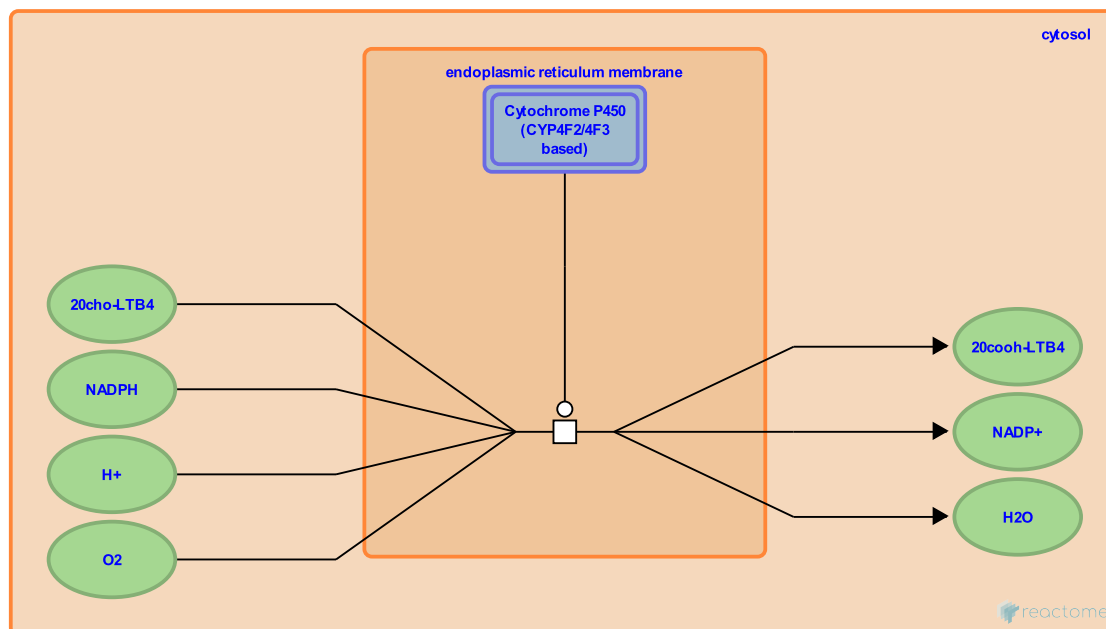 cytosol
endoplasmic reticulum membrane
Cytochrome P450
(CYP4F2/4F3
based)
20cho-LTB4
NADPH
H+
O2
20cooh-LTB4
NADP+
H2O
reactome